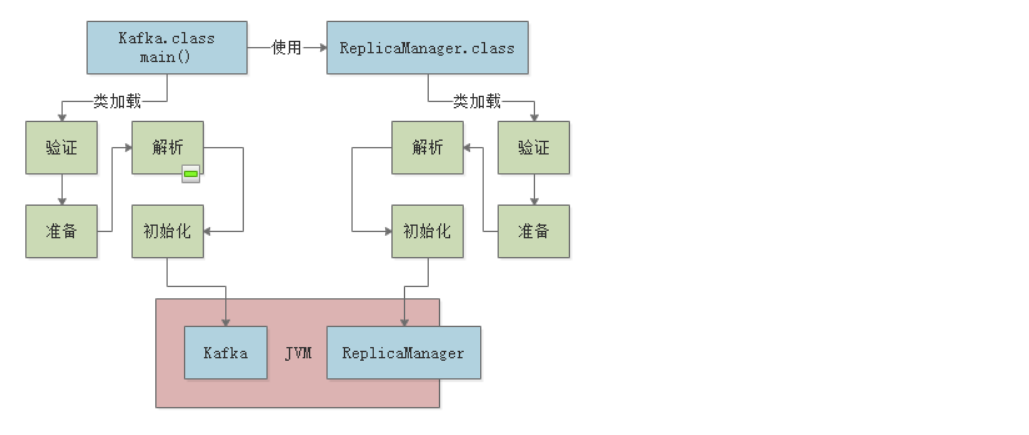 Kafka.class
main()
使用
ReplicaManager.class
类加载
类加载
验证
解析
解析
验证
准备
初始化
初始化
准备
Kafka
JVM
ReplicaManager